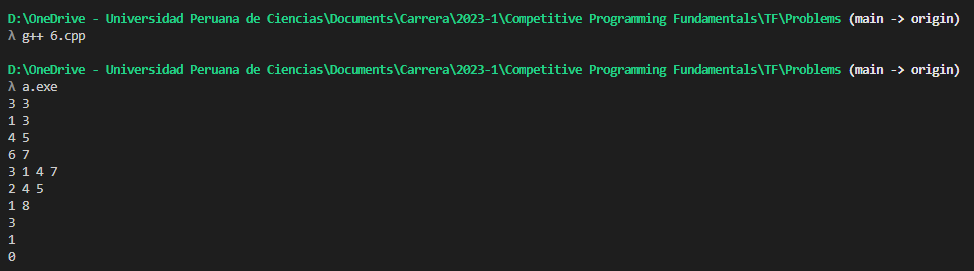 D:\OneDrive - Universidad Peruana de Ciencias\Documents\Carrera\2023-1\Competitive Programming Fundamentals\TF\Problems (main -> origin)
λ g++ 6.cpp
D:\OneDrive - Universidad Peruana de Ciencias\Documents\Carrera\2023-1\Competitive Programming Fundamentals\TF\Problems (main -> origin)
λ a.exe
3 3
1 3
4 5
6 7
3 1 4 7
2 4 5
1 8
3
1
0